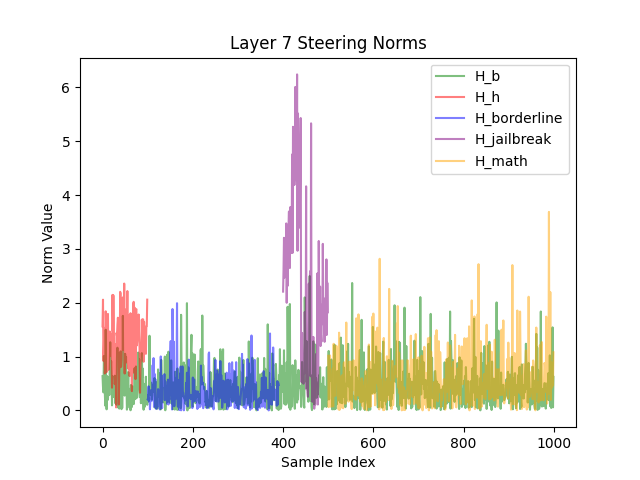 Layer 7 Steering Norms
Norm Value
6
5
4
3
2
1
0
H_b
H_h
H_borderline
H_jailbreak
H_math
0
200
400
600
800
1000
Sample Index